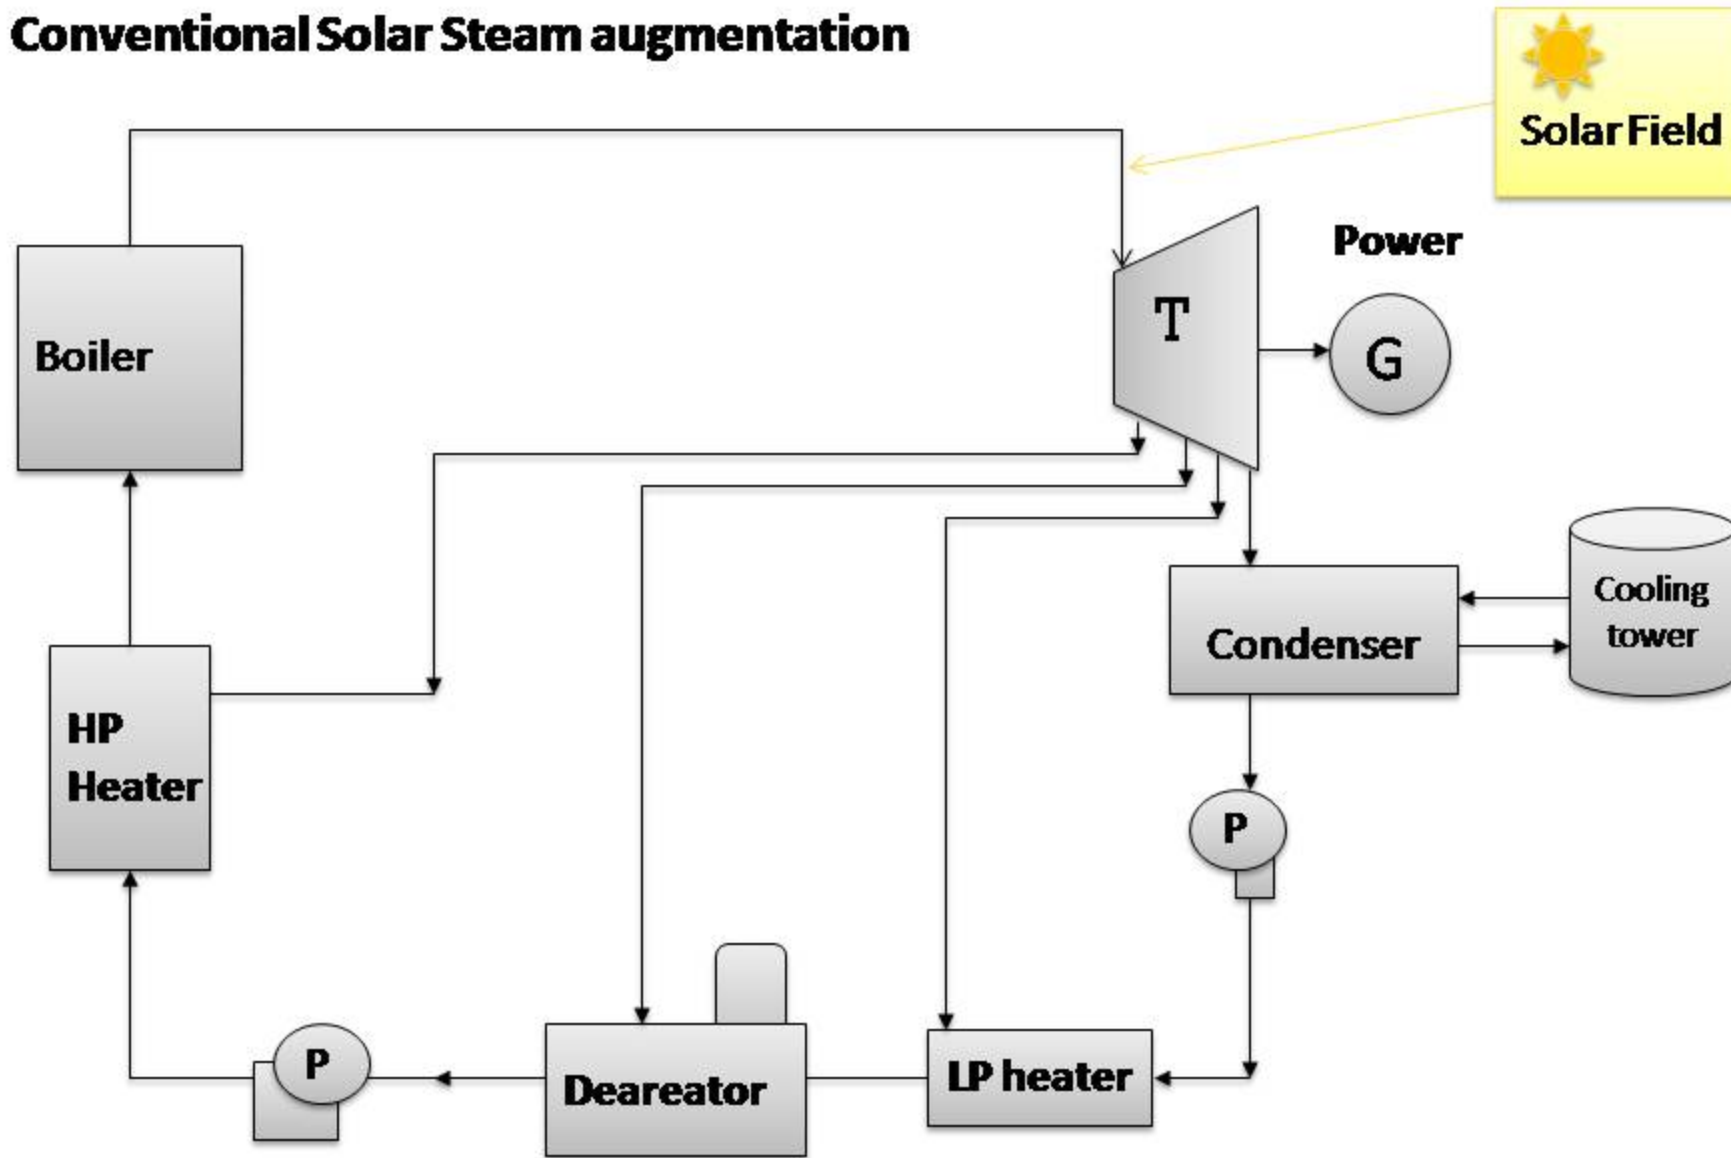 Conventional Solar Steam augmentation
Solar Field
Power
Boiler
T
G
Cooling
tower
Condenser
HP
Heater
P
P
Deareator
LP heater